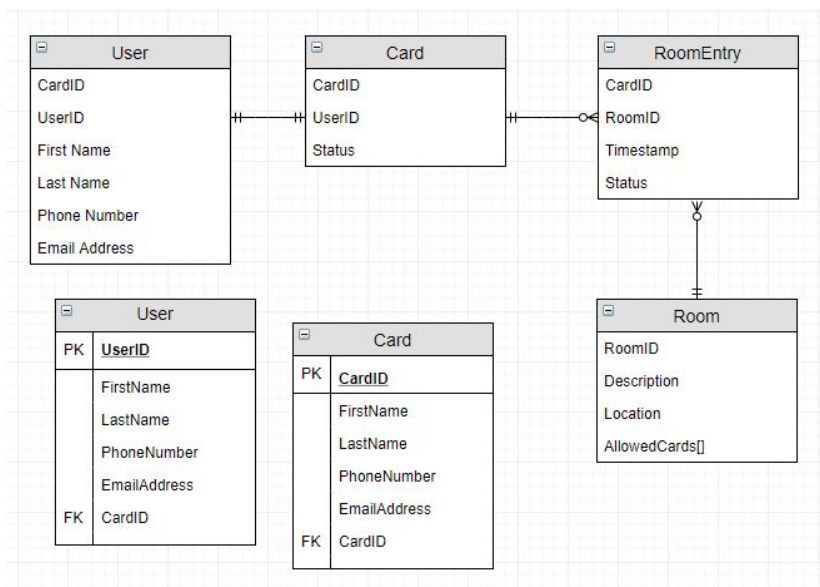 User
CardID
UserID
First Name
Last Name
Phone Number
Email Address
Card
CardID
UserID
Status
RoomEntry
CardID
RoomID
Timestamp
Status
User
PK UserID
FirstName
LastName
PhoneNumber
EmailAddress
FK CardID
Card
PK CardID
FirstName
LastName
PhoneNumber
EmailAddress
FK CardID
Room
RoomID
Description
Location
AllowedCards[]